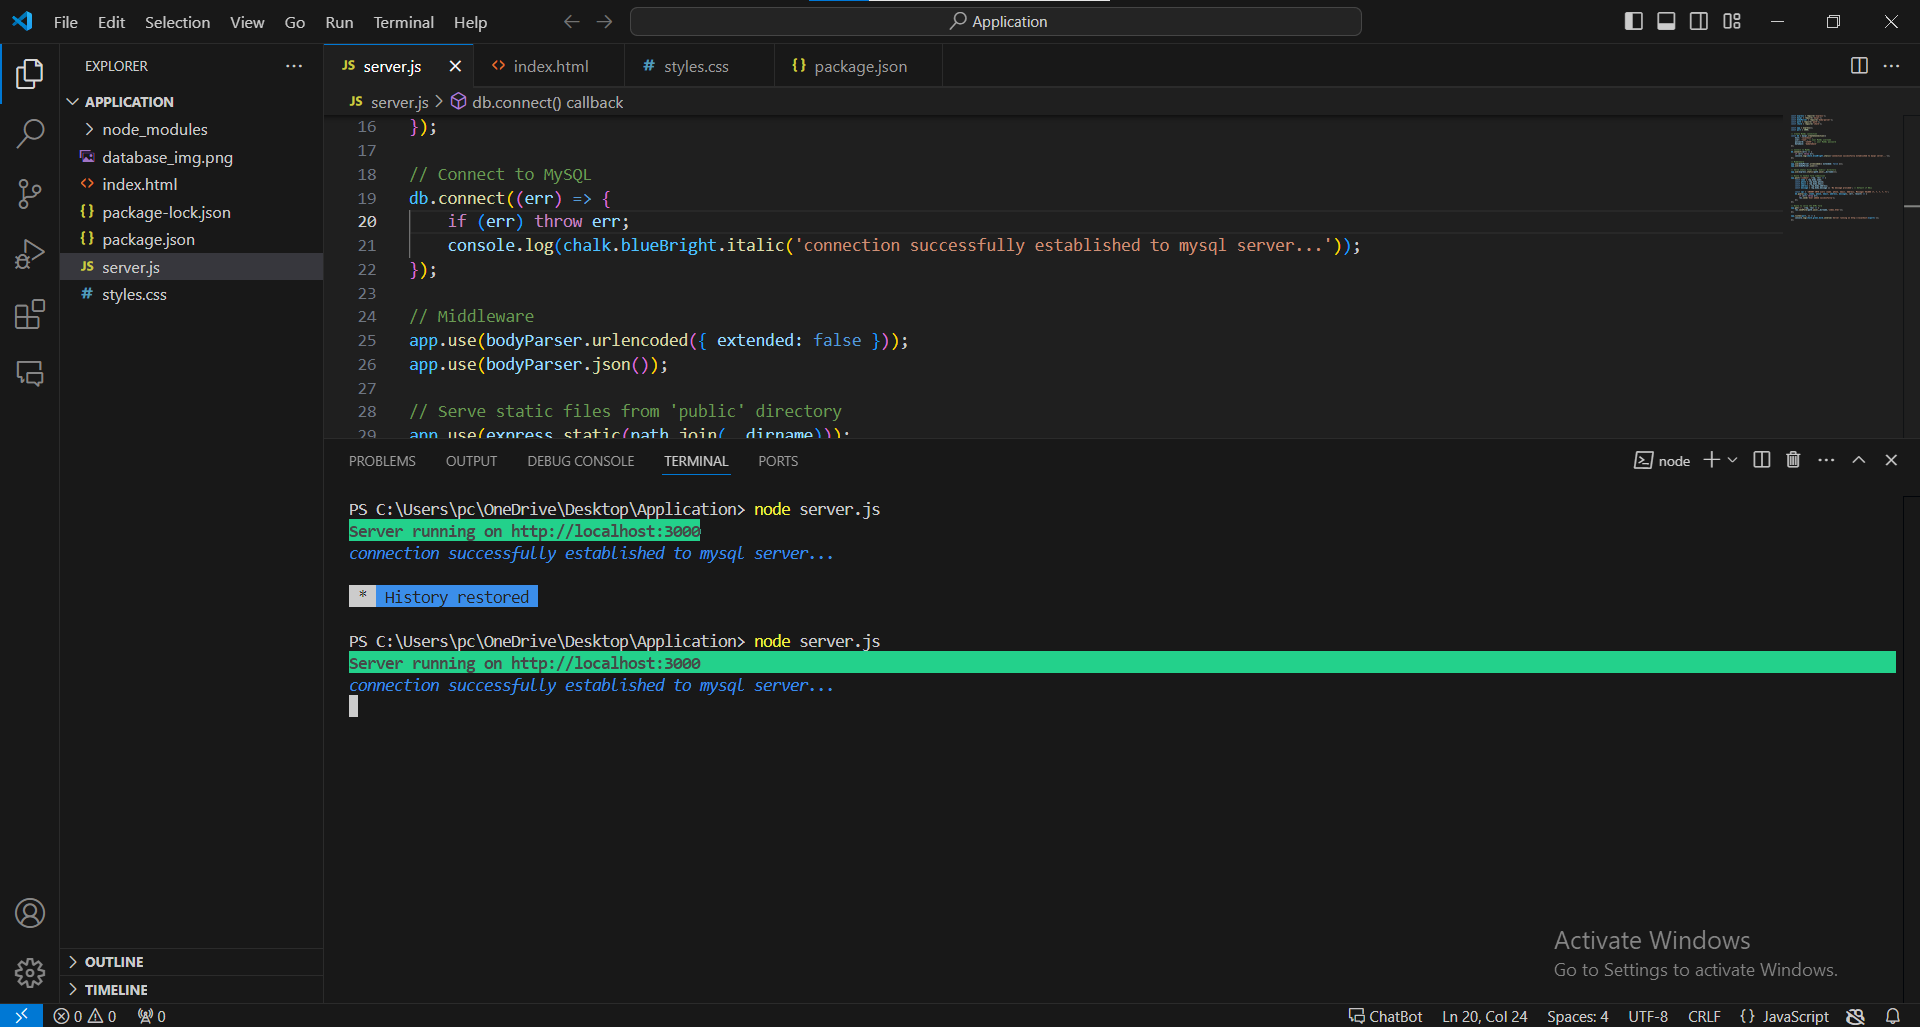 File Edit Selection View Go Run Terminal Help
Application
EXPLORER
APPLICATION
node_modules
database_img.png
index.html
package-lock.json
package.json
server.js
styles.css
OUTLINE
TIMELINE
JS server.js
index.html
# styles.css
{} package.json
JS server.js > db.connect() callback
16 });
17
18 // Connect to MySQL
19 db.connect((err) => {
20 if (err) throw err;
21 console.log(chalk.blueBright.italic('connection successfully established to mysql server...'));
22 });
23
24 // Middleware
25 app.use(bodyParser.urlencoded({ extended: false }));
26 app.use(bodyParser.json());
27
28 // Serve static files from 'public' directory
29 app.use(express.static(path.join(__dirname)));
PROBLEMS OUTPUT DEBUG CONSOLE TERMINAL PORTS
node
PS C:\Users\pc\OneDrive\Desktop\Application> node server.js
Server running on http://localhost:3000
connection successfully established to mysql server...
* History restored
PS C:\Users\pc\OneDrive\Desktop\Application> node server.js
Server running on http://localhost:3000
connection successfully established to mysql server...
Activate Windows
Go to Settings to activate Windows.
0 0 0
ChatBot Ln 20, Col 24 Spaces: 4 UTF-8 CRLF {} JavaScript